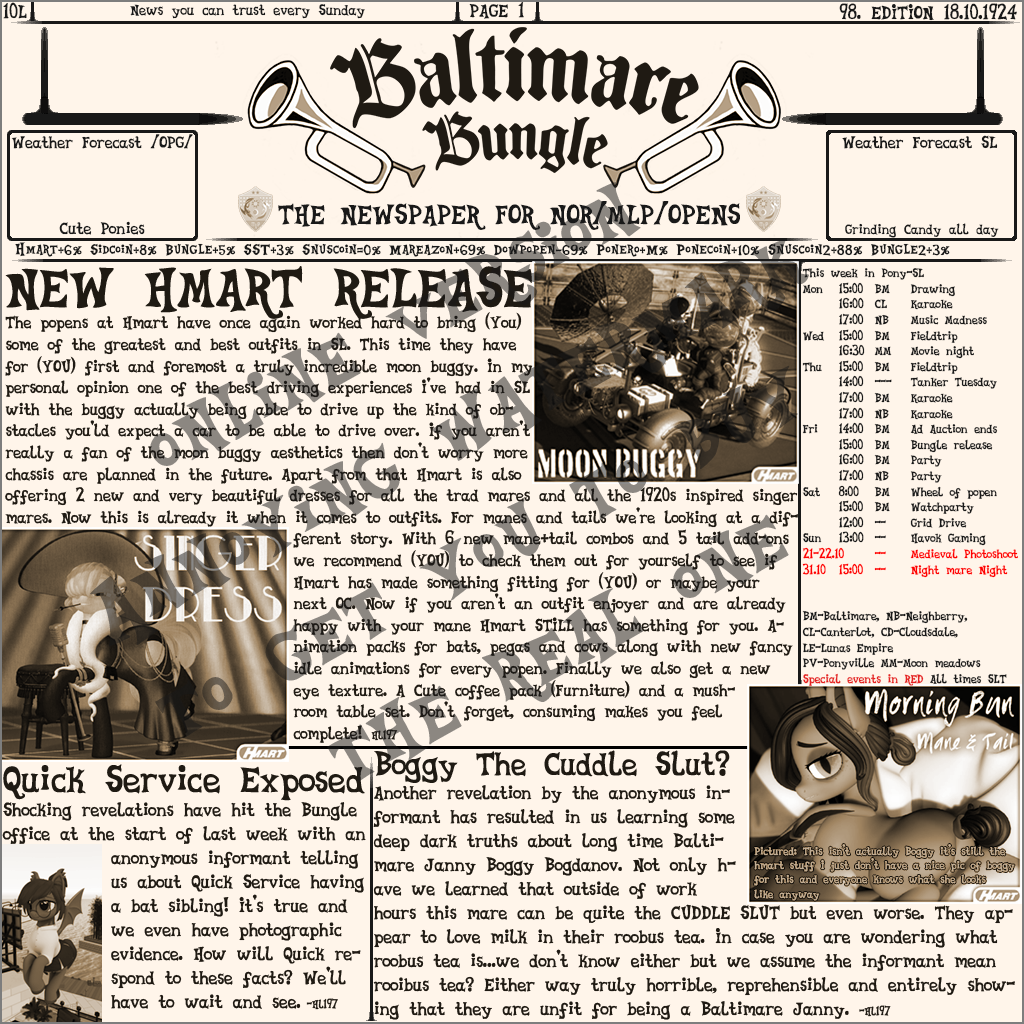 10L
News you can trust every Sunday
PAGE 1
98. EDITION 18.10.1924
Baltimare
Bungle
THE NEWSPAPER FOR NOR/MLP/OPENS
Weather Forecast /OPG/
Cute Ponies
Weather Forecast SL
Grinding Candy all day
HMART+6% SIDCOIN+8% BUNGLE+5% SST+3% SNUSCOIN=0% MAREAZON+69% DOWPOPEN-69% PONERO+M% PONECOIN+10% SNUSCOIN2+88% BUNGLE2+3%
NEW HMART RELEASE
The popens at Hmart have once again worked hard to bring (You)
some of the greatest and best outfits in SL. This time they have
for (YOU) first and foremost a truly incredible moon buggy. In my
personal opinion one of the best driving experiences i've had in SL
with the buggy actually being able to drive up the kind of ob-
stacles you'd expect a car to be able to drive over. if you aren't
really a fan of the moon buggy aesthetics then don't worry more
chassis are planned in the future. Apart from that Hmart is also
offering 2 new and very beautiful dresses for all the trad mares and all the 1920s inspired singer
mares. Now this is already it when it comes to outfits. For manes and tails we're looking at a dif-
ferent story. With 6 new mane+tail combos and 5 tail add-ons
we recommend (YOU) to check them out for yourself to see if
Hmart has made something fitting for (YOU) or maybe your
next OC. Now if you aren't an outfit enjoyer and are already
happy with your mane Hmart STILL has something for you. A-
nimation packs for bats, pegas and cows along with new fancy
idle animations for every popen. Finally we also get a new
eye texture. A Cute coffee pack (Furniture) and a mush-
room table set. Don't forget, consuming makes you feel
complete! -HL197
MOON BUGGY
HMART
SINGER
DRESS
HMART
This week in Pony-SL
Mon 15:00 BM Drawing
16:00 CL Karaoke
17:00 NB Music Madness
Wed 15:00 BM Fieldtrip
16:30 MM Movie night
Thu 15:00 BM Fieldtrip
14:00 --- Tanker Tuesday
17:00 BM Karaoke
17:00 NB Karaoke
Fri 14:00 BM Ad Auction ends
15:00 BM Bungle release
16:00 BM Party
17:00 NB Party
Sat 8:00 BM Wheel of popen
15:00 BM Watchparty
12:00 -- Grid Drive
Sun 13:00 -- Havok Gaming
21-22.10 -- Medieval Photoshoot
31.10 15:00 -- Night mare Night
BM-Baltimare, NB-Neighberry,
CL-Canterlot, CD-Cloudsdale,
LE-Lunas Empire
PV-Ponyville MM-Moon meadows
Special events in RED All times SLT
Morning Bun
Mane & Tail
Pictured: This isn't actually Boggy it's still the
hmart stuff i just don't have a nice pic of boggy
for this and everyone knows what she looks
like anyway
HMART
Quick Service Exposed
Shocking revelations have hit the Bungle
office at the start of last week with an
anonymous informant telling
us about Quick Service having
a bat sibling! it's true and
we even have photographic
evidence. How will Quick re-
spond to these facts? We'll
have to wait and see. -HL197
Boggy The Cuddle Slut?
Another revelation by the anonymous in-
formant has resulted in us learning some
deep dark truths about long time Balti-
mare Janny Boggy Bogdanov. Not only h-
ave we learned that outside of work
hours this mare can be quite the CUDDLE SLUT but even worse. They ap-
pear to love milk in their roobus tea. in case you are wondering what
roobus tea is...we don't know either but we assume the informant mean
rooibus tea? Either way truly horrible, reprehensible and entirely show-
ing that they are unfit for being a Baltimare Janny. -HL197
ONLINE VERSION
ANNOYING WATERMARK
TO GET YOU
THE REAL ONE